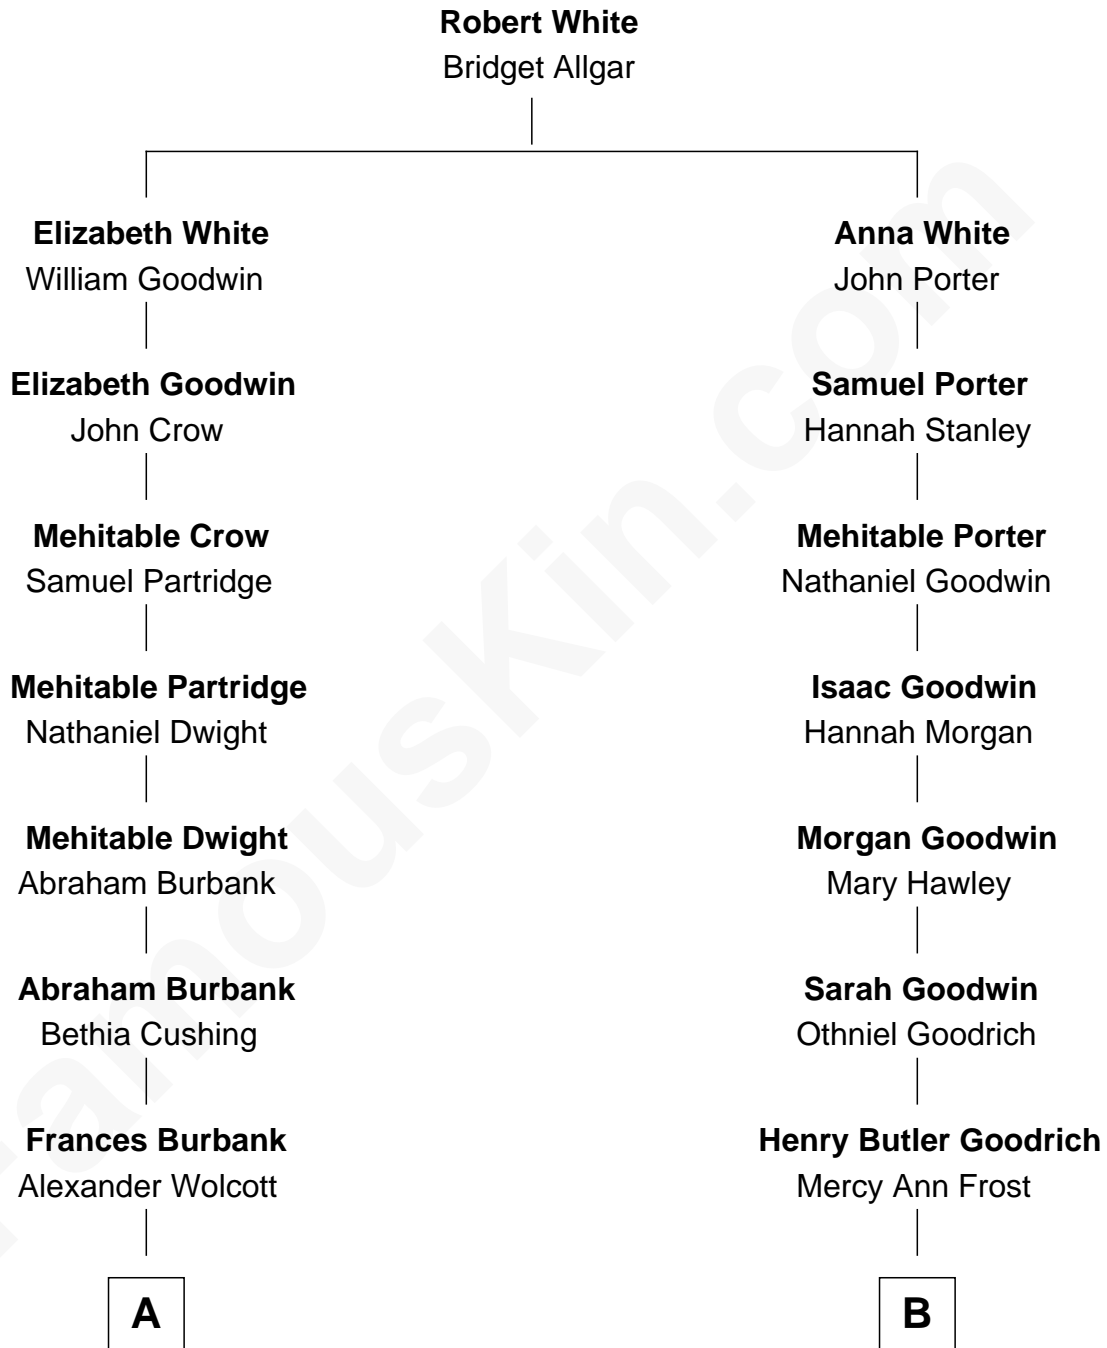 Robert White
Bridget Allgar
Elizabeth White
William Goodwin
Anna White
John Porter
Elizabeth Goodwin
John Crow
Samuel Porter
Hannah Stanley
Mehitable Crow
Samuel Partridge
Mehitable Porter
Nathaniel Goodwin
Mehitable Partridge
Nathaniel Dwight
Isaac Goodwin
Hannah Morgan
Mehitable Dwight
Abraham Burbank
Morgan Goodwin
Mary Hawley
Abraham Burbank
Bethia Cushing
Sarah Goodwin
Othniel Goodrich
Frances Burbank
Alexander Wolcott
Henry Butler Goodrich
Mercy Ann Frost
A
B
FamousKin.com